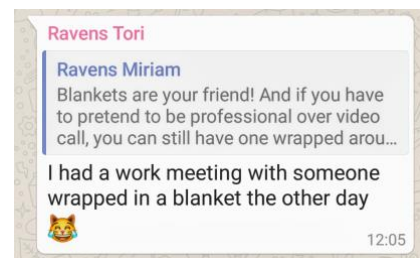 Ravens Tori
Ravens Miriam
Blankets are your friend! And if you have
to pretend to be professional over video
call, you can still have one wrapped arou...
I had a work meeting with someone
wrapped in a blanket the other day
😹
12:05